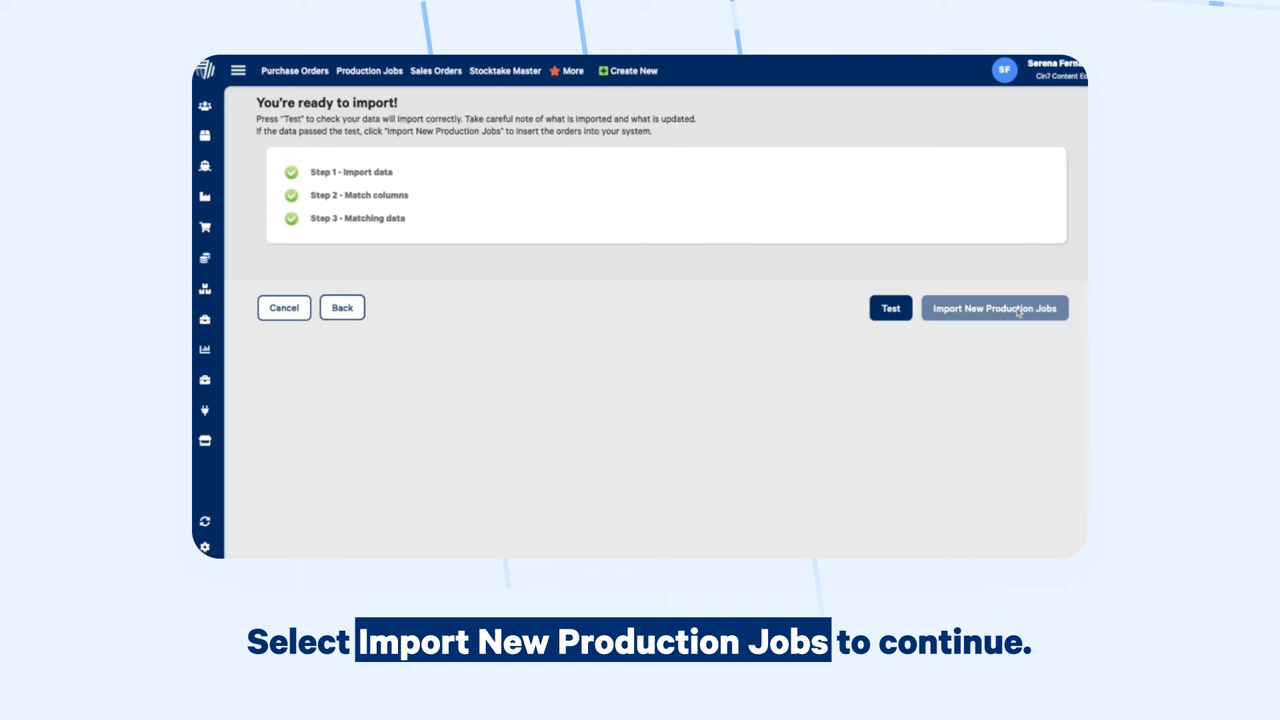 Purchase Orders Production Jobs Sales Orders Stocktake Master More Create New
SF
Serena
Cin7 Content
You're ready to import!
Press "Test" to check your data will import correctly. Take careful note of what is imported and what is updated.
If the data passed the test, click "Import New Production Jobs" to insert the orders into your system.
Step 1 - Import data
Step 2 - Match columns
Step 3 - Matching data
Cancel Back Test Import New Production Jobs
Select Import New Production Jobs to continue.